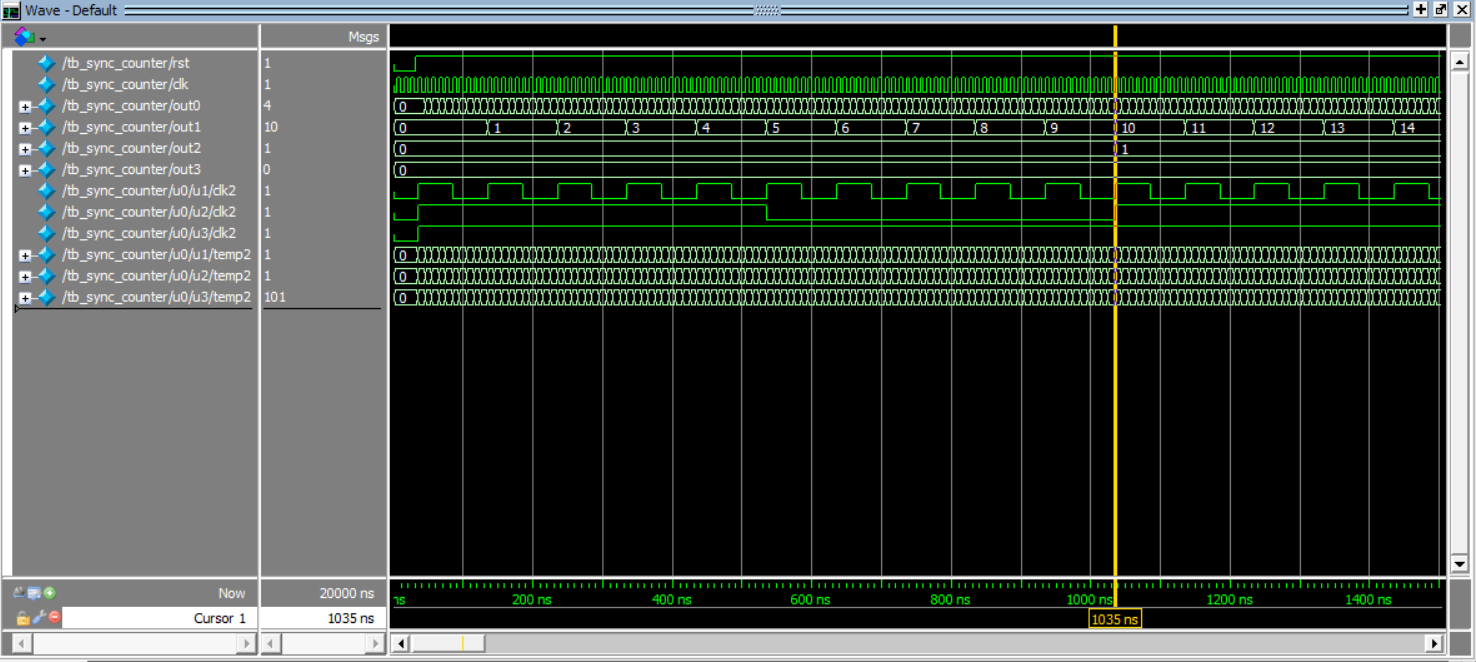 Wave - Default
Msgs
/tb_sync_counter/rst 1
/tb_sync_counter/clk 1
/tb_sync_counter/out0 4 0
/tb_sync_counter/out1 10 0 1 2 3 4 5 6 7 8 9 10 11 12 13 14
/tb_sync_counter/out2 1 0 1
/tb_sync_counter/out3 0 0
/tb_sync_counter/u0/u1/clk2 1
/tb_sync_counter/u0/u2/clk2 1
/tb_sync_counter/u0/u3/clk2 1
/tb_sync_counter/u0/u1/temp2 1 0
/tb_sync_counter/u0/u2/temp2 1 0
/tb_sync_counter/u0/u3/temp2 101 0
Now 20000 ns
ns 200 ns 400 ns 600 ns 800 ns 1000 ns 1200 ns 1400 ns
Cursor 1 1035 ns 1035 ns